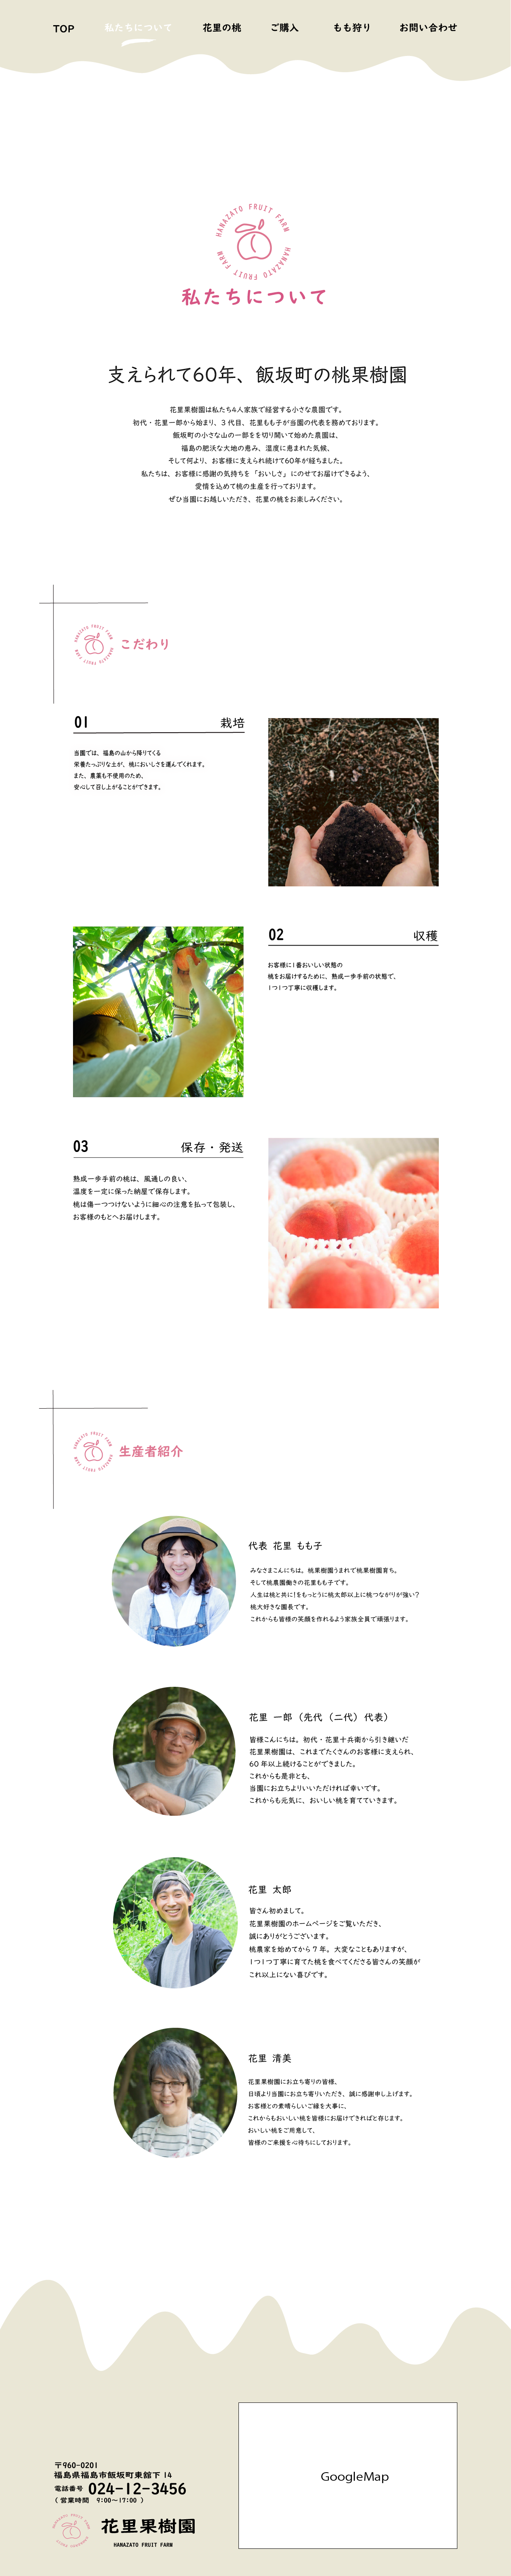 TOP
私たちについて
花里の桃
ご購入
もも狩り
お問い合わせ
HANAZATO FRUIT FARM HANAZATO FRUIT FARM
私たちについて
支えられて60年、飯坂町の桃果樹園
花里果樹園は私たち4人家族で経営する小さな農園です。
初代・花里一郎から始まり、3代目、花里もも子が当園の代表を務めております。
飯坂町の小さな山の一部をを切り開いて始めた農園は、
福島の肥沃な大地の恵み、湿度に恵まれた気候、
そして何より、お客様に支えられ続けて60年が経ちました。
私たちは、お客様に感謝の気持ちを「おいしさ」にのせてお届けできるよう、
愛情を込めて桃の生産を行っております。
ぜひ当園にお越しいただき、花里の桃をお楽しみください。
HANAZATO FRUIT FARM HANAZATO FRUIT FARM
こだわり
01 栽培
当園では、福島の山から降りてくる
栄養たっぷりな土が、桃においしさを運んでくれます。
また、農薬も不使用のため、
安心して召し上がることができます。
02 収穫
お客様に1番おいしい状態の
桃をお届けするために、熟成一歩手前の状態で、
1つ1つ丁寧に収穫します。
03 保存・発送
熟成一歩手前の桃は、風通しの良い、
温度を一定に保った納屋で保存します。
桃は傷一つつけないように細心の注意を払って包装し、
お客様のもとへお届けします。
HANAZATO FRUIT FARM HANAZATO FRUIT FARM
生産者紹介
代表 花里 もも子
みなさまこんにちは。桃果樹園うまれで桃果樹園育ち。
そして桃農園働きの花里もも子です。
人生は桃と共に!をもっとうに桃太郎以上に桃つながりが強い?
桃大好きな園長です。
これからも皆様の笑顔を作れるよう家族全員で頑張ります。
花里 一郎（先代（二代）代表）
皆様こんにちは。初代・花里十兵衛から引き継いだ
花里果樹園は、これまでたくさんのお客様に支えられ、
60年以上続けることができました。
これからも是非とも、
当園にお立ちよりいいただければ幸いです。
これからも元気に、おいしい桃を育てていきます。
花里 太郎
皆さん初めまして。
花里果樹園のホームページをご覧いただき、
誠にありがとうございます。
桃農家を始めてから7年。大変なこともありますが、
1つ1つ丁寧に育てた桃を食べてくださる皆さんの笑顔が
これ以上にない喜びです。
花里 清美
花里果樹園にお立ち寄りの皆様、
日頃より当園にお立ち寄りいただき、誠に感謝申し上げます。
お客様との素晴らしいご縁を大事に、
これからもおいしい桃を皆様にお届けできればと存じます。
おいしい桃をご用意して、
皆様のご来援を心待ちにしております。
〒960-0201
福島県福島市飯坂町東館下14
電話番号 024-12-3456
（営業時間 9:00〜17:00）
HANAZATO FRUIT FARM HANAZATO FRUIT FARM
花里果樹園
HANAZATO FRUIT FARM
GoogleMap